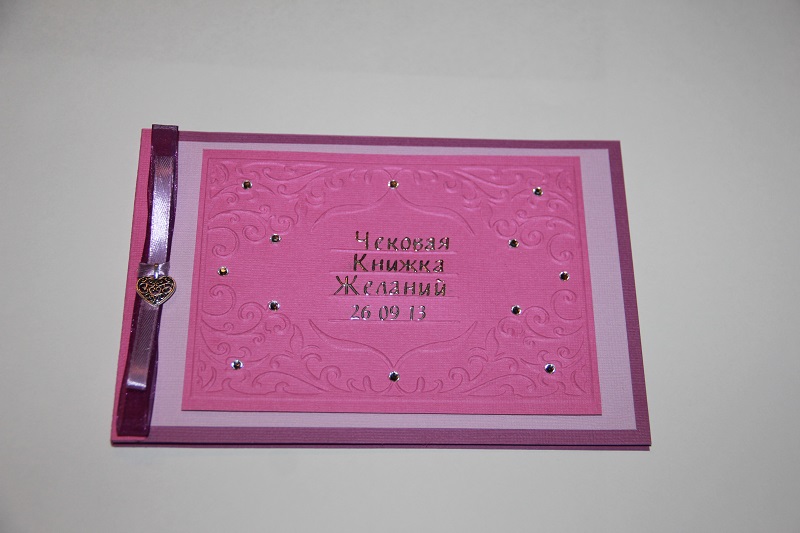 Чековая
Книжка
Желаний
26 09 13